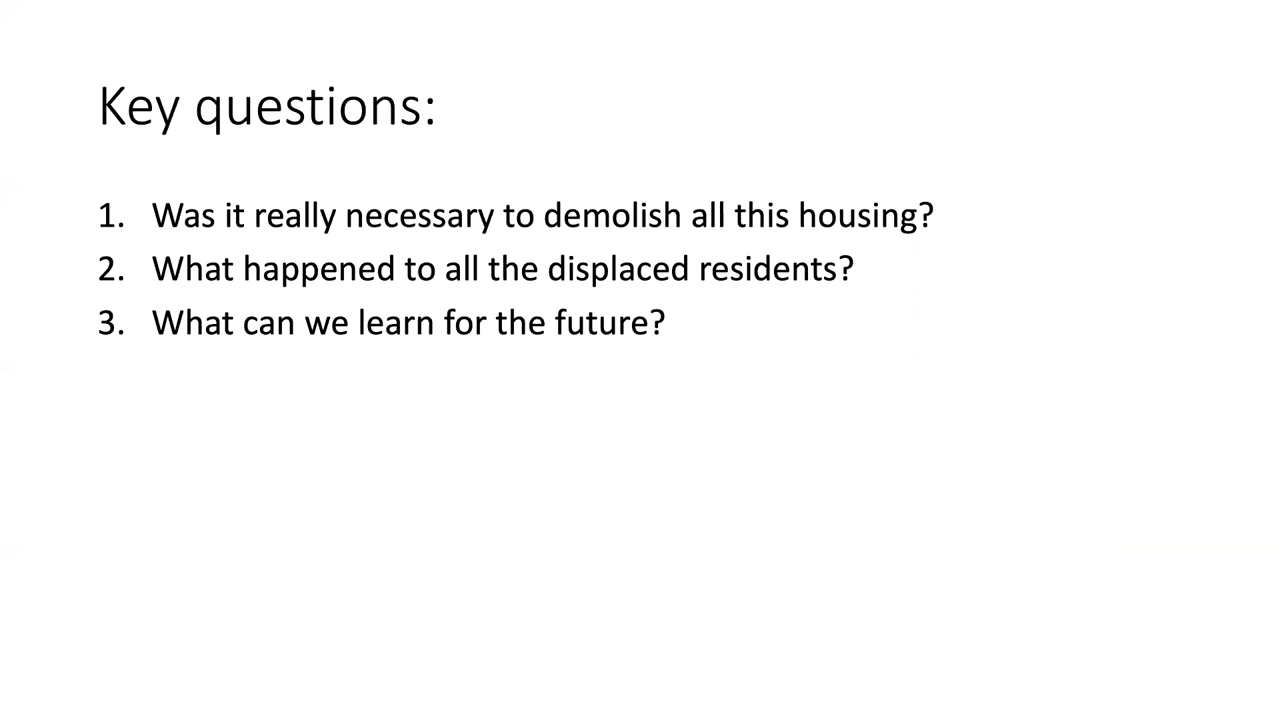 Key questions:
1. Was it really necessary to demolish all this housing?
2. What happened to all the displaced residents?
3. What can we learn for the future?